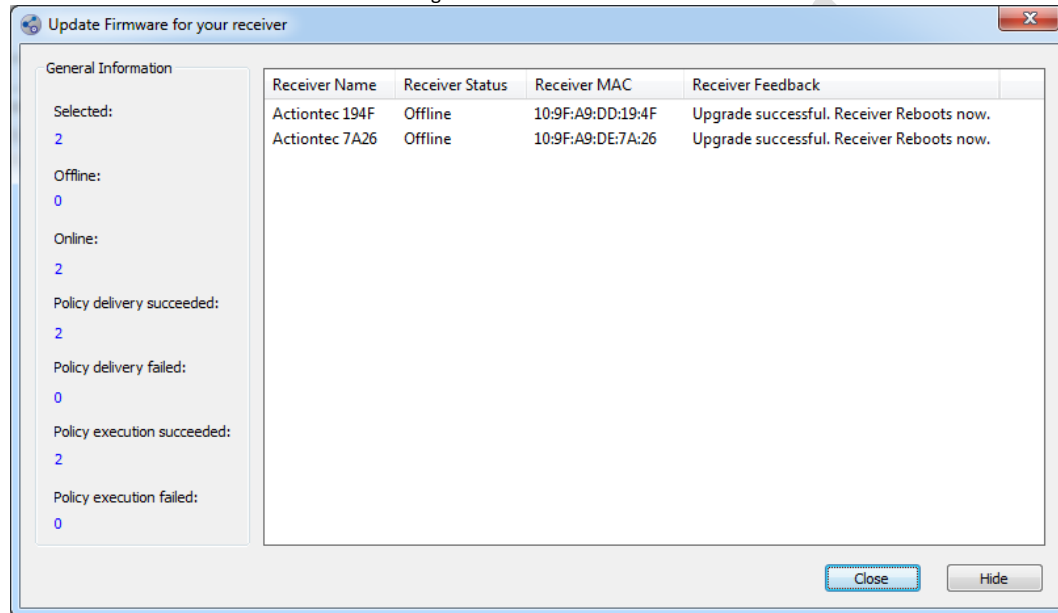 Update Firmware for your receiver
General Information
Selected:
2
Offline:
0
Online:
2
Policy delivery succeeded:
2
Policy delivery failed:
0
Policy execution succeeded:
2
Policy execution failed:
0
Receiver Name Receiver Status Receiver MAC Receiver Feedback
Actiontec 194F Offline 10:9F:A9:DD:19:4F Upgrade successful. Receiver Reboots now.
Actiontec 7A26 Offline 10:9F:A9:DE:7A:26 Upgrade successful. Receiver Reboots now.
Close Hide